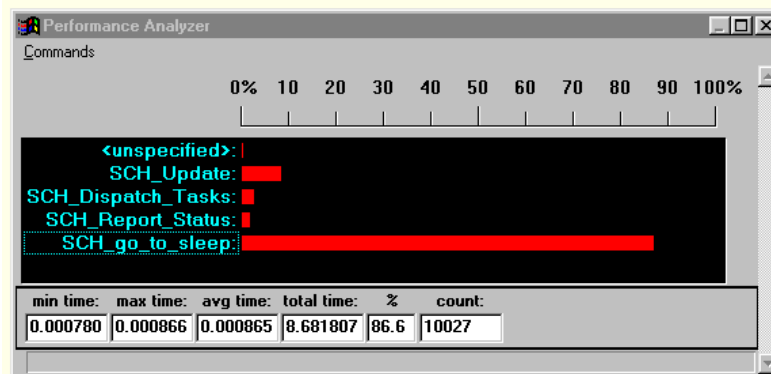 Performance Analyzer
Commands
0% 10 20 30 40 50 60 70 80 90 100%
<unspecified>:
SCH_Update:
SCH_Dispatch_Tasks:
SCH_Report_Status:
SCH_go_to_sleep:
min time: max time: avg time: total time: % count:
0.000780 0.000866 0.000865 8.681807 86.6 10027